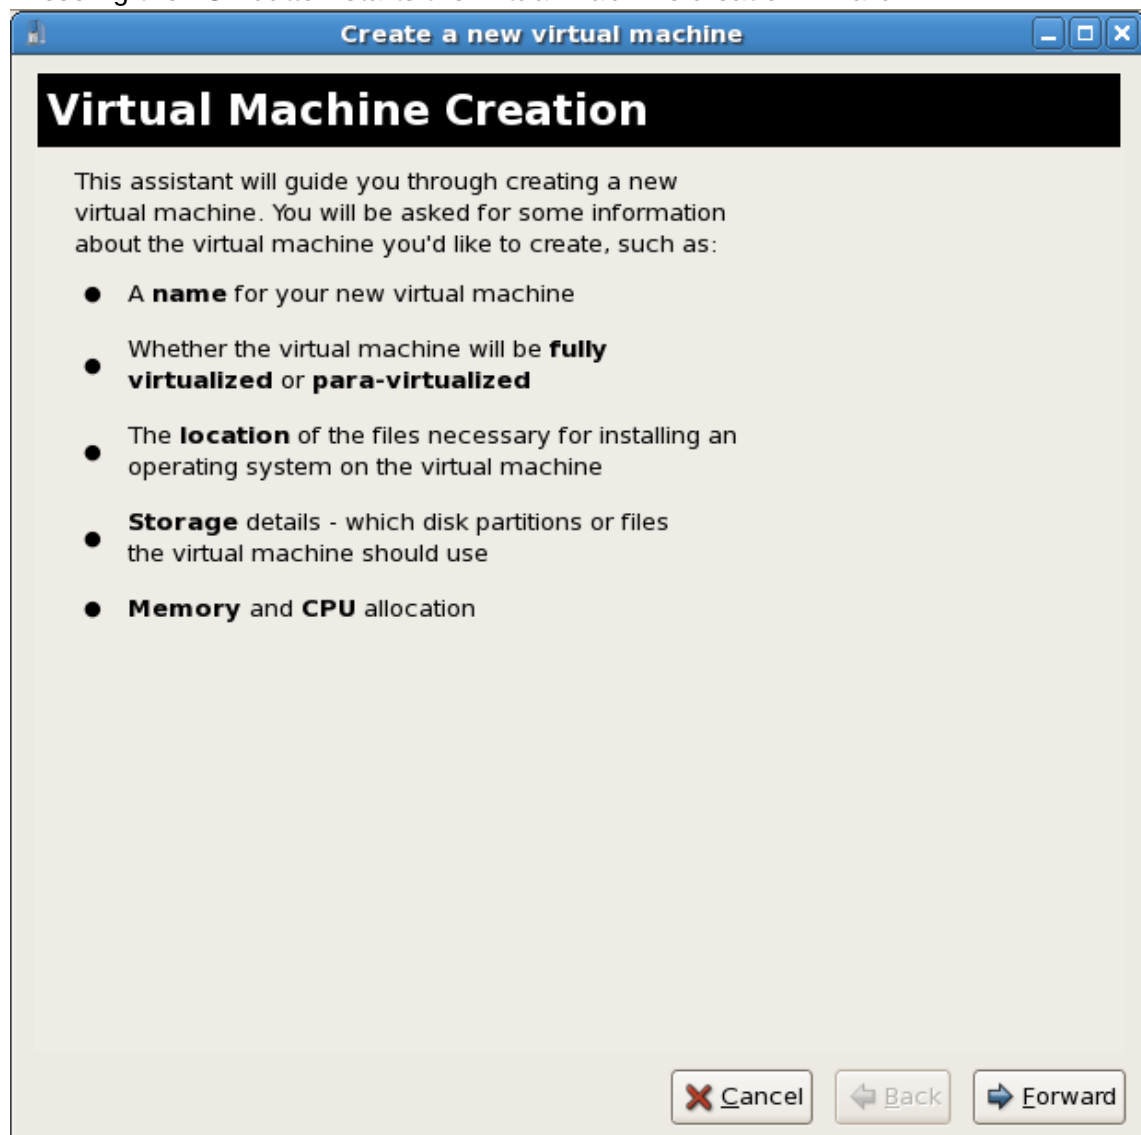 Create a new virtual machine
Virtual Machine Creation
This assistant will guide you through creating a new
virtual machine. You will be asked for some information
about the virtual machine you'd like to create, such as:
● A name for your new virtual machine
Whether the virtual machine will be fully
● virtualized or para-virtualized
The location of the files necessary for installing an
● operating system on the virtual machine
Storage details - which disk partitions or files
● the virtual machine should use
● Memory and CPU allocation
Cancel Back Forward